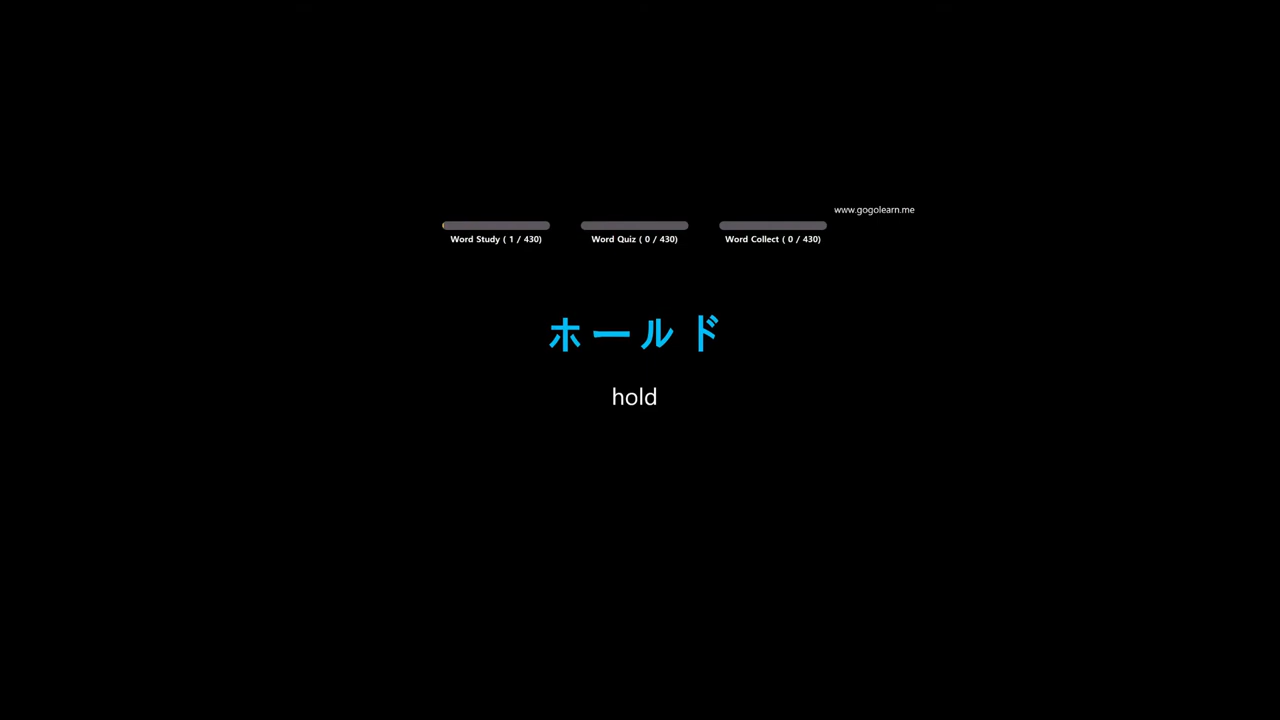 www.gogolearn.me
Word Study ( 1 / 430)
Word Quiz ( 0 / 430)
Word Collect ( 0 / 430)
ホールド
hold